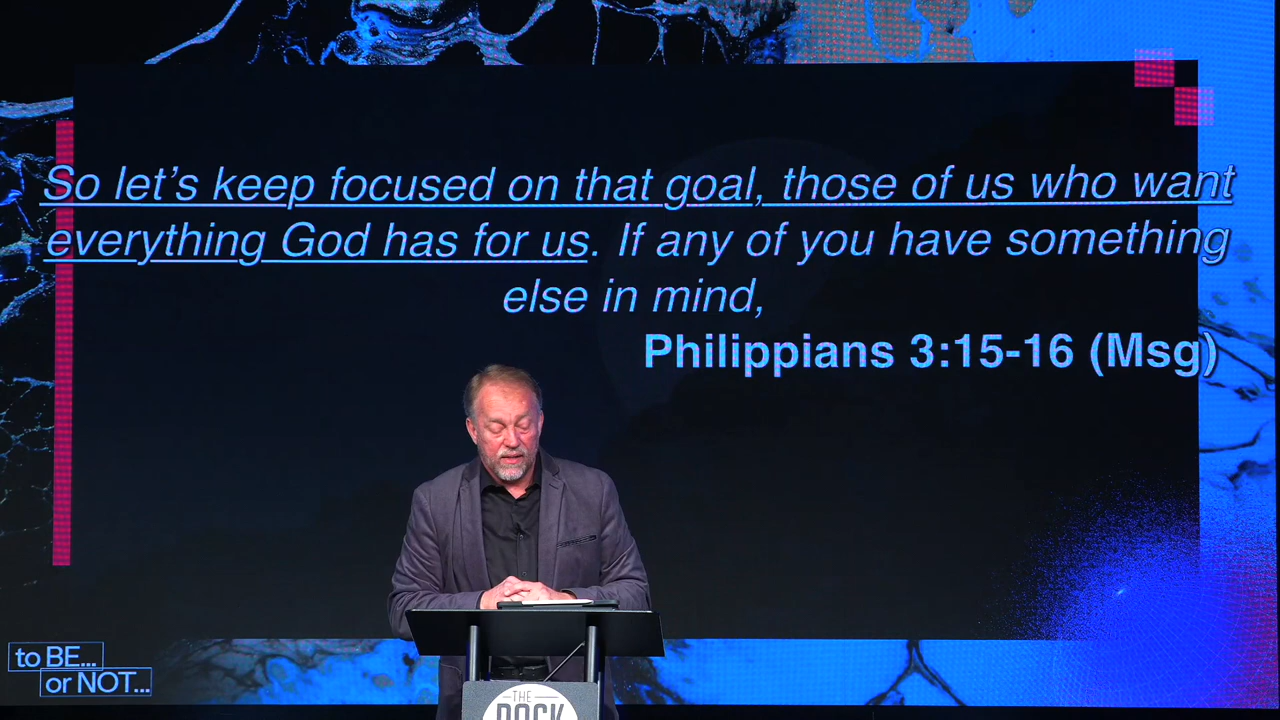 So let's keep focused on that goal, those of us who want
everything God has for us. If any of you have something
else in mind,
Philippians 3:15-16 (Msg)
to BE...
or NOT...
THE
ROCK